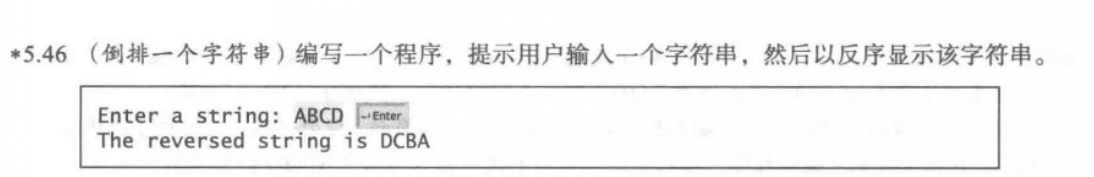 *5.46 （倒排一个字符串）编写一个程序，提示用户输入一个字符串，然后以反序显示该字符串。
Enter a string: ABCD ↵Enter
The reversed string is DCBA